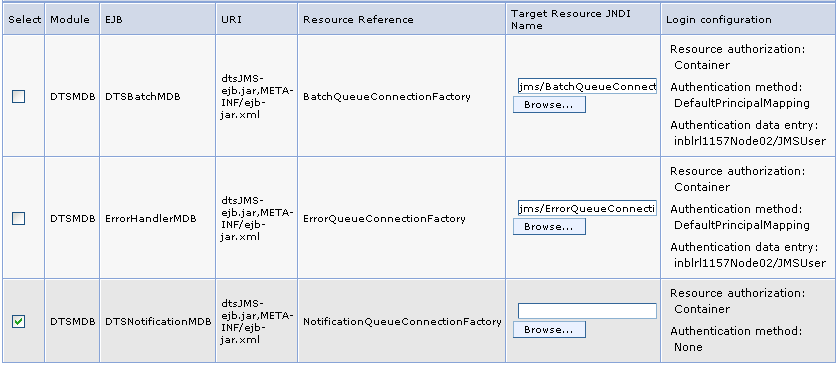 Select Module EJB URI Resource Reference Target Resource JNDI Name Login configuration
DTSMDB DTSBatchMDB
dtsJMS-
ejb.jar,META-
INF/ejb-
jar.xml
BatchQueueConnectionFactory
jms/BatchQueueConnect
Browse...
Resource authorization:
Container
Authentication method:
DefaultPrincipalMapping
Authentication data entry:
inblrl1157Node02/JMSUser
DTSMDB ErrorHandlerMDB
dtsJMS-
ejb.jar,META-
INF/ejb-
jar.xml
ErrorQueueConnectionFactory
jms/ErrorQueueConnecti
Browse...
Resource authorization:
Container
Authentication method:
DefaultPrincipalMapping
Authentication data entry:
inblrl1157Node02/JMSUser
DTSMDB DTSNotificationMDB
dtsJMS-
ejb.jar,META-
INF/ejb-
jar.xml
NotificationQueueConnectionFactory
Browse...
Resource authorization:
Container
Authentication method:
None